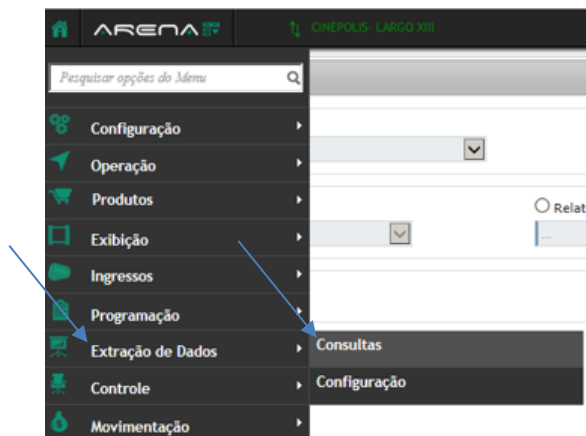 ARENA
CINÉPOLIS- LARGO XIII
Pesquisar opções do Menu
Configuração
Operação
Produtos
Relat
Exibição
...
Ingressos
Programação
Extração de Dados
Consultas
Controle
Configuração
Movimentação